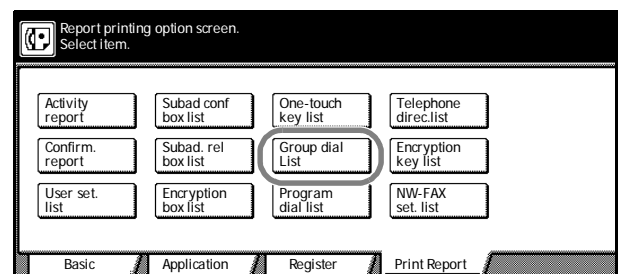 Report printing option screen.
Select item.
Activity report
Subad conf box list
One-touch key list
Telephone direc.list
Confirm. report
Subad. rel box list
Group dial List
Encryption key list
User set. list
Encryption box list
Program dial list
NW-FAX set. list
Basic
Application
Register
Print Report